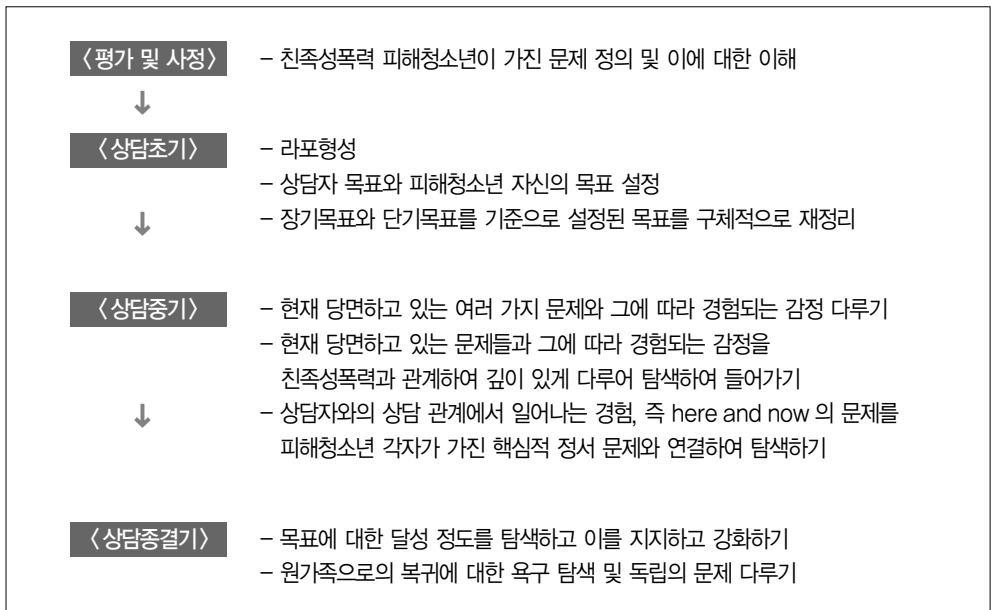 〈평가 및 사정〉 – 친족성폭력 피해청소년이 가진 문제 정의 및 이에 대한 이해
↓
〈상담초기〉 – 라포형성
– 상담자 목표와 피해청소년 자신의 목표 설정
↓ – 장기목표와 단기목표를 기준으로 설정된 목표를 구체적으로 재정리
〈상담중기〉 – 현재 당면하고 있는 여러 가지 문제와 그에 따라 경험되는 감정 다루기
– 현재 당면하고 있는 문제들과 그에 따라 경험되는 감정을
친족성폭력과 관계하여 깊이 있게 다루어 탐색하여 들어가기
↓ – 상담자와의 상담 관계에서 일어나는 경험, 즉 here and now 의 문제를
피해청소년 각자가 가진 핵심적 정서 문제와 연결하여 탐색하기
〈상담종결기〉 – 목표에 대한 달성 정도를 탐색하고 이를 지지하고 강화하기
– 원가족으로의 복귀에 대한 욕구 탐색 및 독립의 문제 다루기